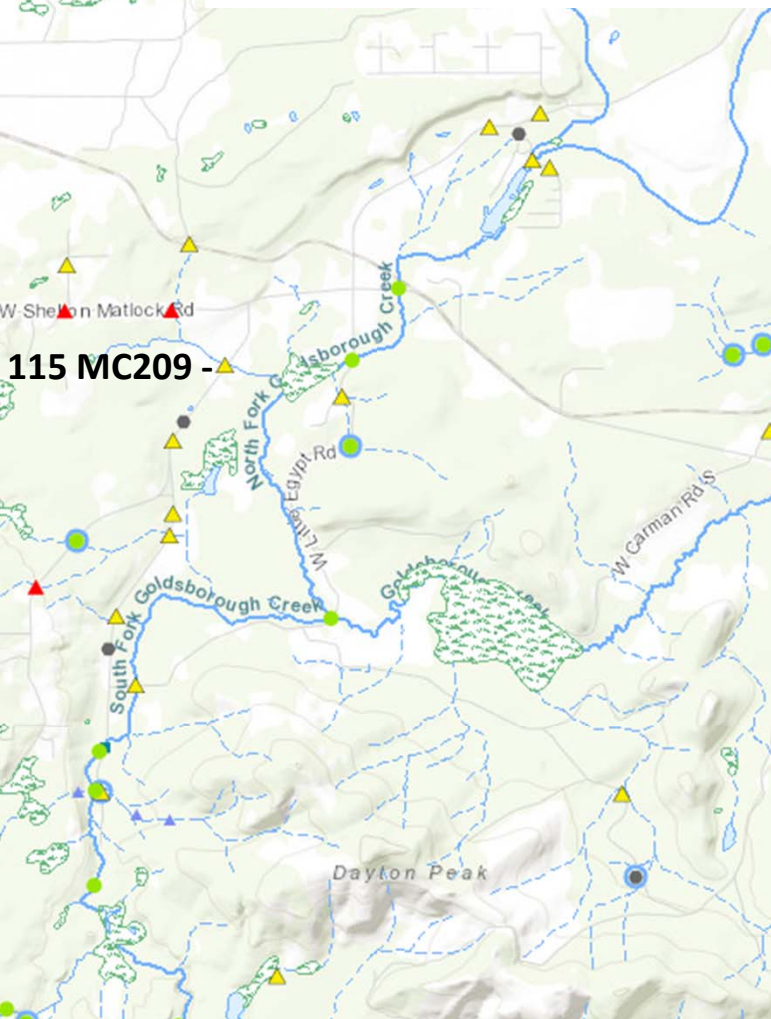 W Shelton Matlock Rd
115 MC209 -
North Fork Goldsborough Creek
W Little Egypt Rd
W Carman Rd S
Goldsborough Creek
South Fork Goldsborough Creek
Dayton Peak